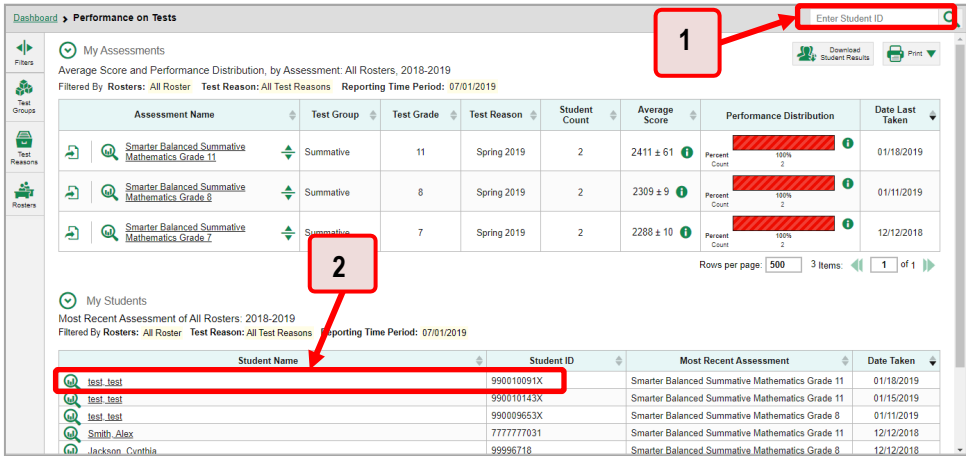 Dashboard > Performance on Tests
Enter Student ID
1
Filters
Test Groups
Test Reasons
Rosters
My Assessments
Download Student Results
Print
Average Score and Performance Distribution, by Assessment: All Rosters, 2018-2019
Filtered By Rosters: All Roster Test Reason: All Test Reasons Reporting Time Period: 07/01/2019
Assessment Name Test Group Test Grade Test Reason Student Count Average Score Performance Distribution Date Last Taken
Smarter Balanced Summative Mathematics Grade 11 Summative 11 Spring 2019 2 2411 ± 61 Percent 100% Count 2 01/18/2019
Smarter Balanced Summative Mathematics Grade 8 Summative 8 Spring 2019 2 2309 ± 9 Percent 100% Count 2 01/11/2019
Smarter Balanced Summative Mathematics Grade 7 Summative 7 Spring 2019 2 2288 ± 10 Percent 100% Count 2 12/12/2018
Rows per page: 500 3 Items: 1 of 1
2
My Students
Most Recent Assessment of All Rosters: 2018-2019
Filtered By Rosters: All Roster Test Reason: All Test Reasons Reporting Time Period: 07/01/2019
Student Name Student ID Most Recent Assessment Date Taken
test, test 990010091X Smarter Balanced Summative Mathematics Grade 11 01/18/2019
test, test 990010143X Smarter Balanced Summative Mathematics Grade 11 01/15/2019
test, test 990009653X Smarter Balanced Summative Mathematics Grade 8 01/11/2019
Smith, Alex 7777777031 Smarter Balanced Summative Mathematics Grade 11 12/12/2018
Jackson, Cynthia 99996718 Smarter Balanced Summative Mathematics Grade 8 12/12/2018